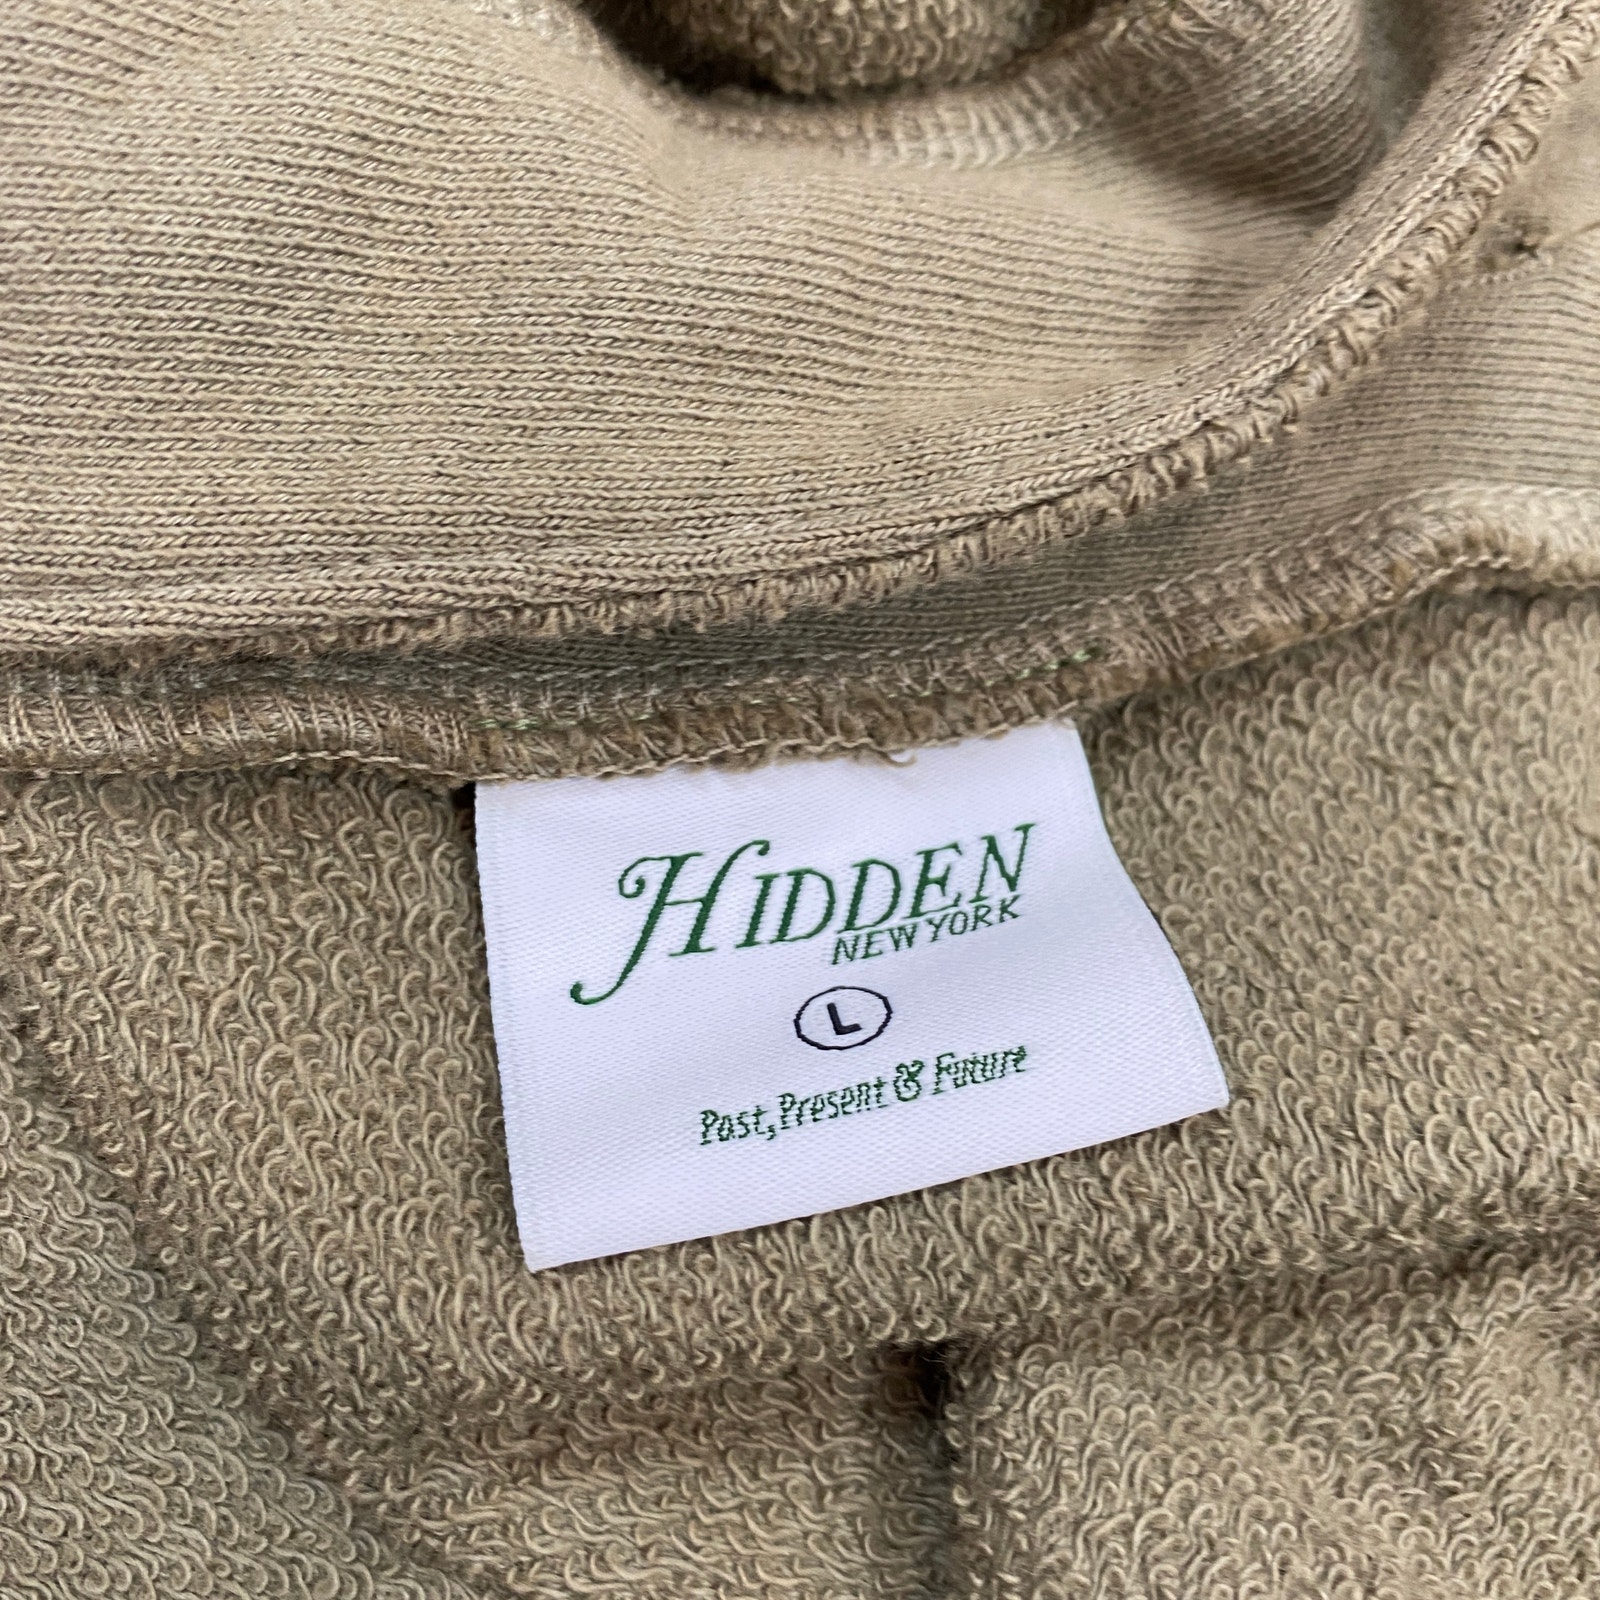 HIDDEN
NEW YORK
L
Past, Present & Future